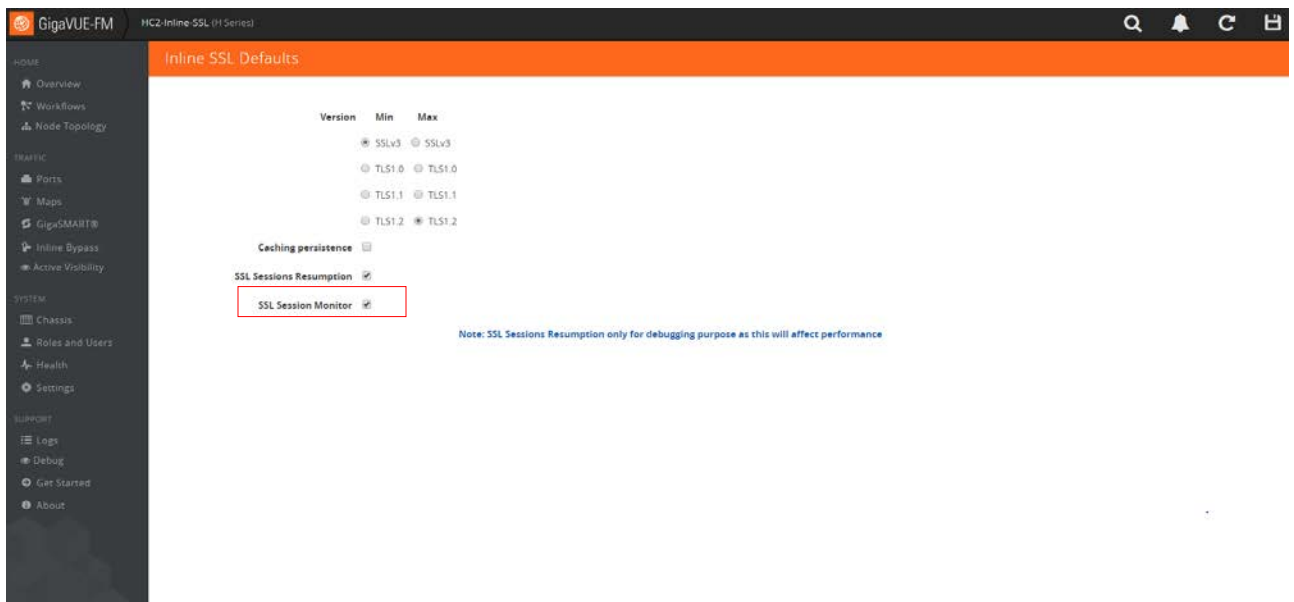 GigaVUE-FM
HC2-Inline-SSL (H Series)
Inline SSL Defaults
HOME
Overview
Workflows
Node Topology
TRAFFIC
Ports
Maps
GigaSMART®
Inline Bypass
Active Visibility
SYSTEM
Chassis
Roles and Users
Health
Settings
SUPPORT
Logs
Debug
Get Started
About
Version Min Max
SSLv3 SSLv3
TLS1.0 TLS1.0
TLS1.1 TLS1.1
TLS1.2 TLS1.2
Caching persistence
SSL Sessions Resumption
SSL Session Monitor
Note: SSL Sessions Resumption only for debugging purpose as this will affect performance